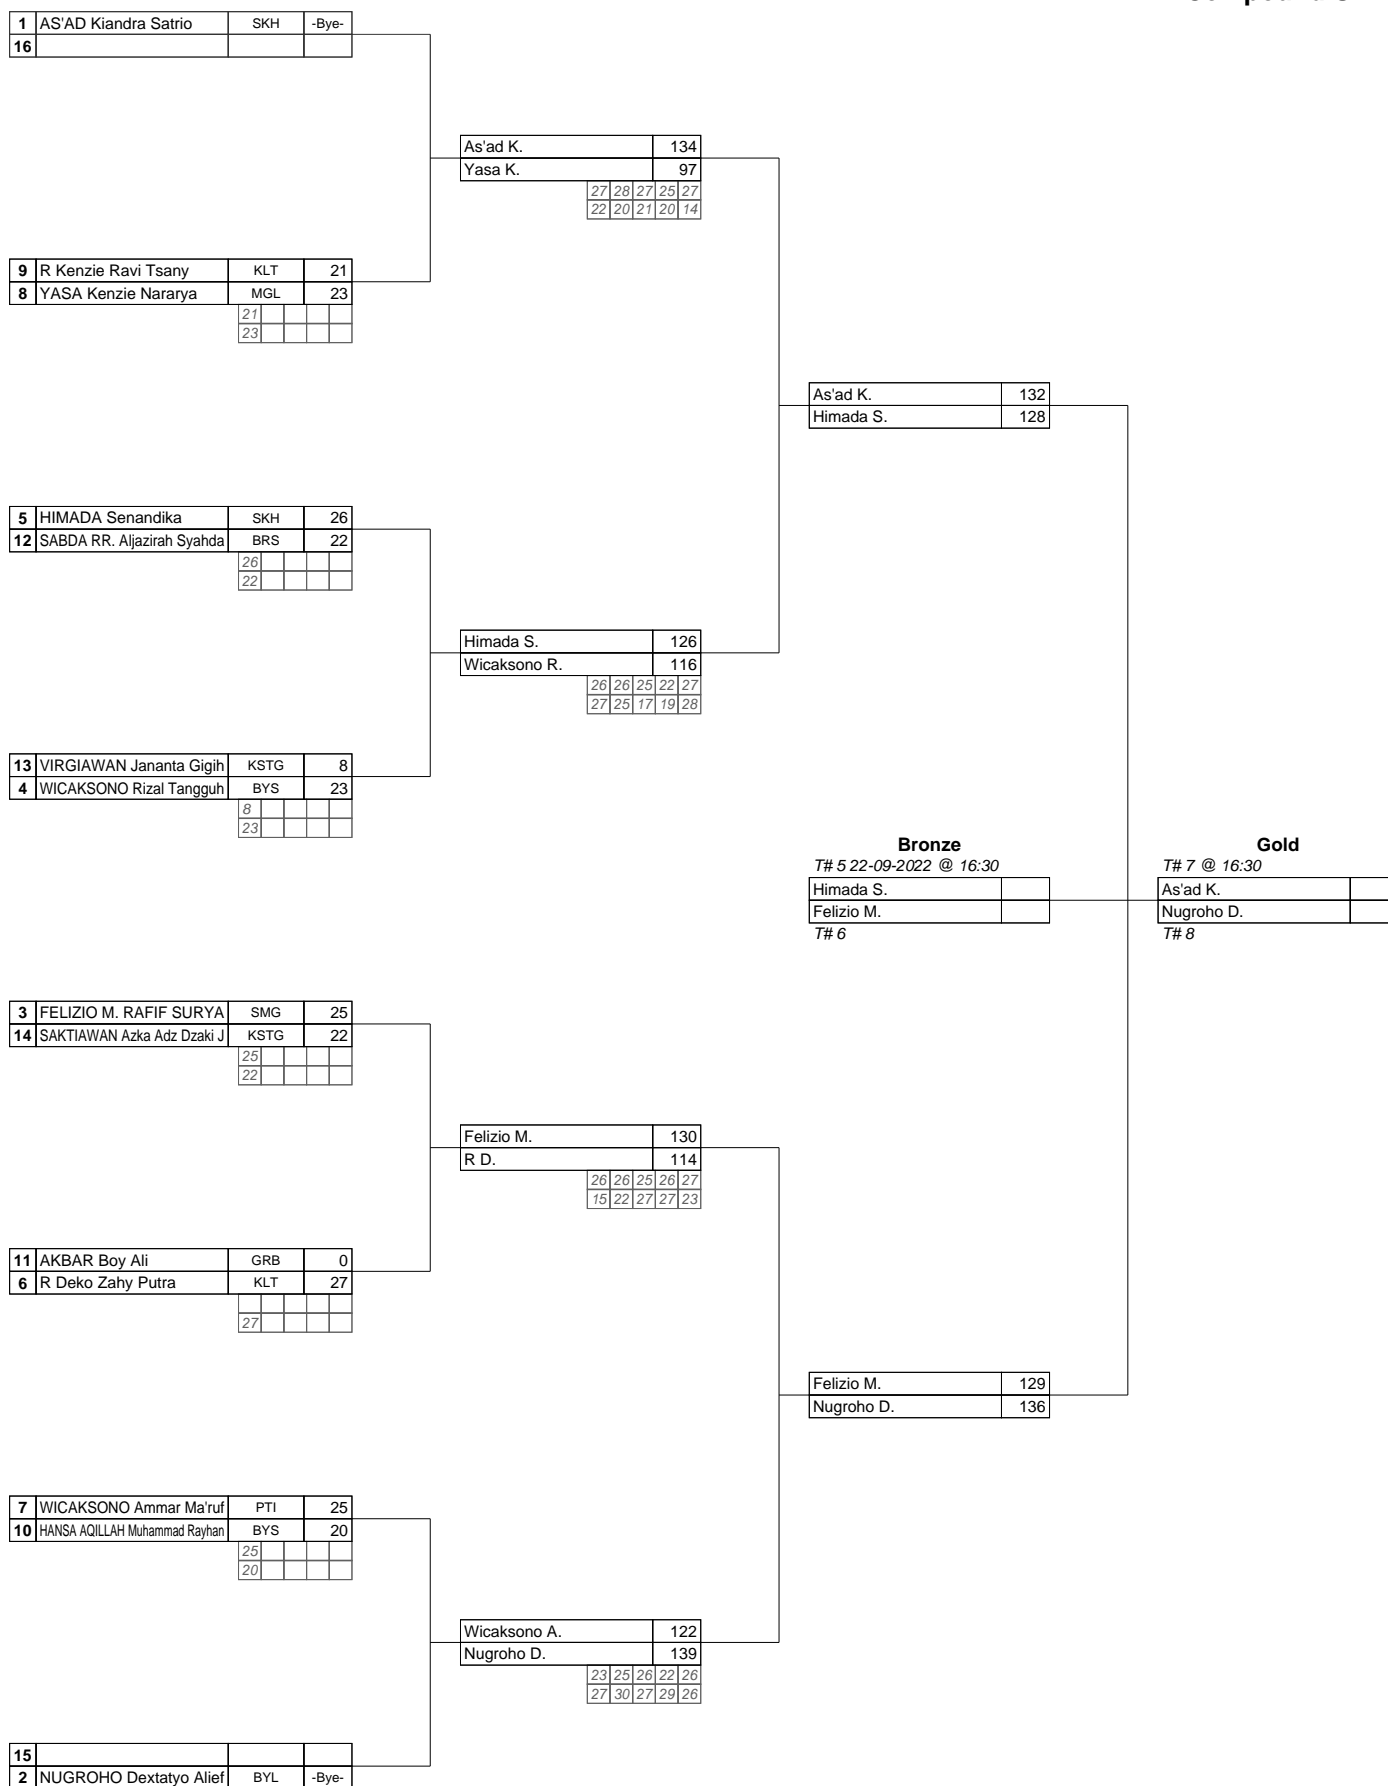 1 AS'AD Kiandra Satrio SKH -Bye-
16
As'ad K. 134
Yasa K. 97
27 28 27 25 27
22 20 21 20 14
9 R Kenzie Ravi Tsany KLT 21
8 YASA Kenzie Nararya MGL 23
21
23
As'ad K. 132
Himada S. 128
5 HIMADA Senandika SKH 26
12 SABDA RR. Aljazirah Syahda BRS 22
26
22
Himada S. 126
Wicaksono R. 116
26 26 25 22 27
27 25 17 19 28
13 VIRGIAWAN Jananta Gigih KSTG 8
4 WICAKSONO Rizal Tangguh BYS 23
8
23
Bronze
T# 5 22-09-2022 @ 16:30
Himada S.
Felizio M.
T# 6
Gold
T# 7 @ 16:30
As'ad K.
Nugroho D.
T# 8
3 FELIZIO M. RAFIF SURYA SMG 25
14 SAKTIAWAN Azka Adz Dzaki J KSTG 22
25
22
Felizio M. 130
R D. 114
26 26 25 26 27
15 22 27 27 23
11 AKBAR Boy Ali GRB 0
6 R Deko Zahy Putra KLT 27
27
Felizio M. 129
Nugroho D. 136
7 WICAKSONO Ammar Ma'ruf PTI 25
10 HANSA AQILLAH Muhammad Rayhan BYS 20
25
20
Wicaksono A. 122
Nugroho D. 139
23 25 26 22 26
27 30 27 29 26
15
2 NUGROHO Dextatyo Alief BYL -Bye-